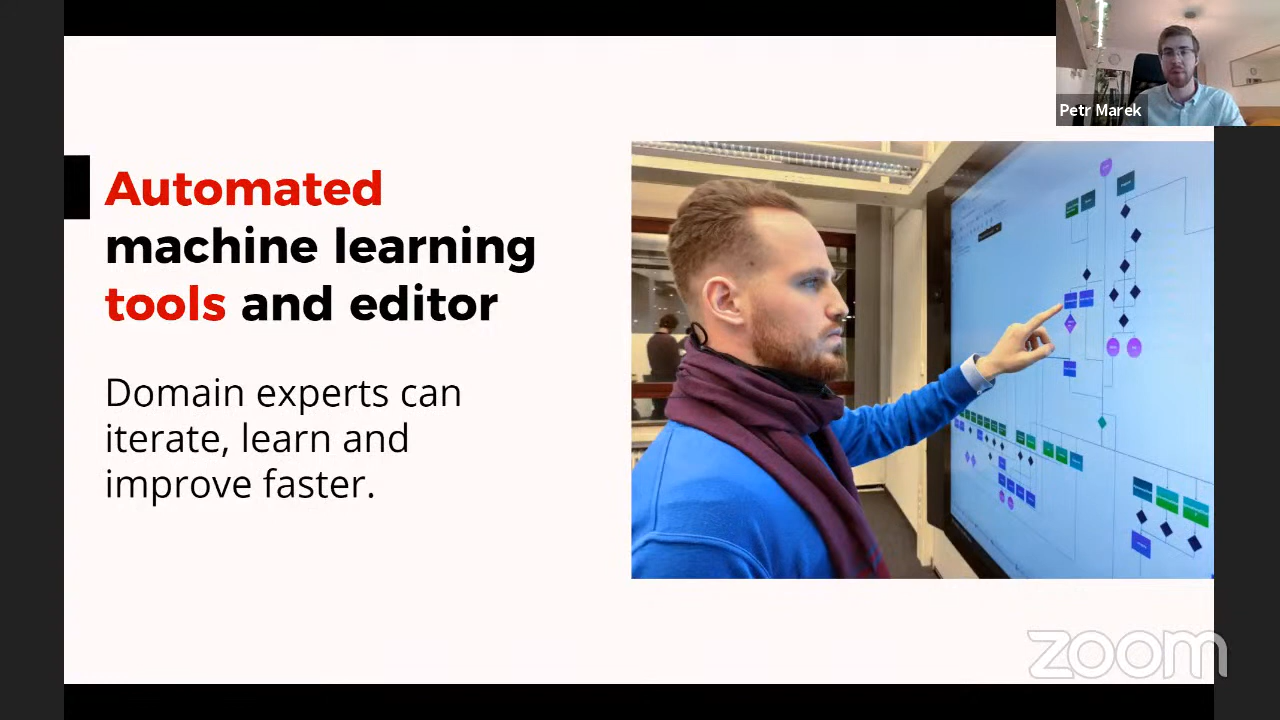 Petr Marek
Automated
machine learning
tools and editor
Domain experts can
iterate, learn and
improve faster.
zoom